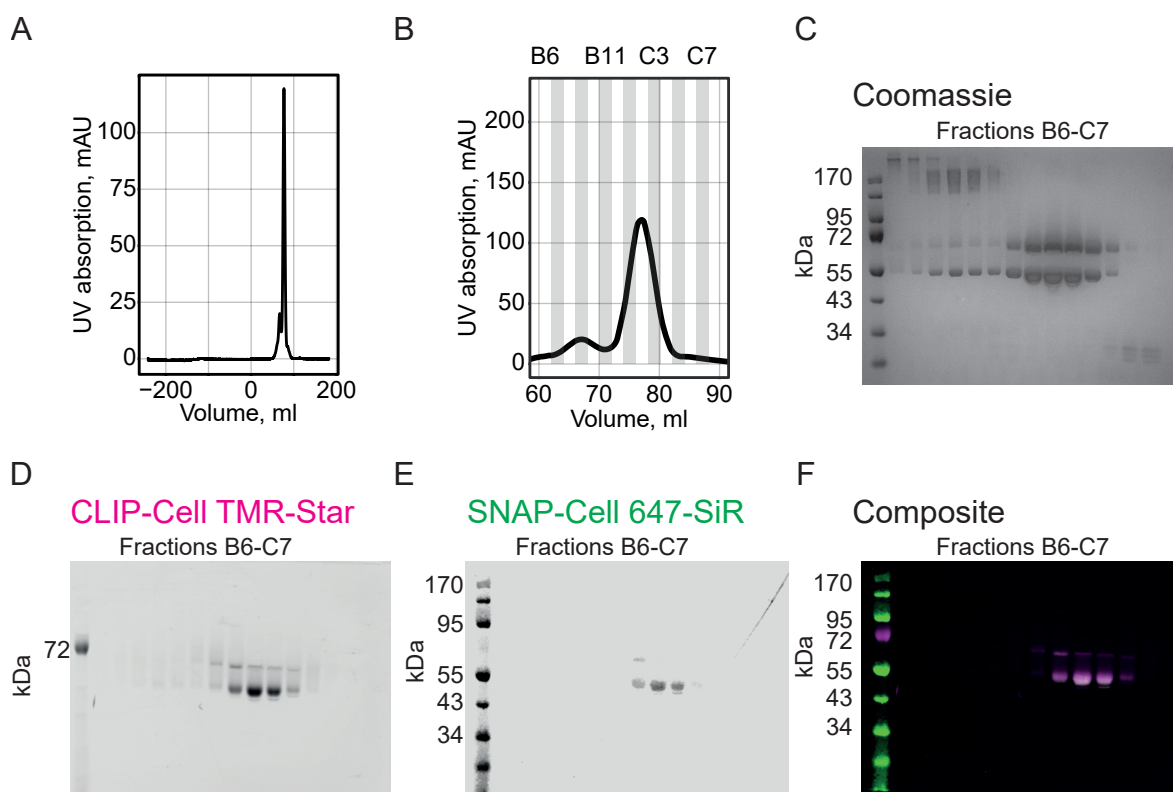 A
UV absorption, mAU
100
75
50
25
0
−200
0
200
Volume, ml
B
B6 B11 C3 C7
UV absorption, mAU
200
150
100
50
0
60 70 80 90
Volume, ml
C
Coomassie
Fractions B6-C7
kDa
170
95
72
55
43
34
D
CLIP-Cell TMR-Star
Fractions B6-C7
kDa
72
E
SNAP-Cell 647-SiR
Fractions B6-C7
kDa
170
95
55
43
34
F
Composite
Fractions B6-C7
kDa
170
95
72
55
43
34